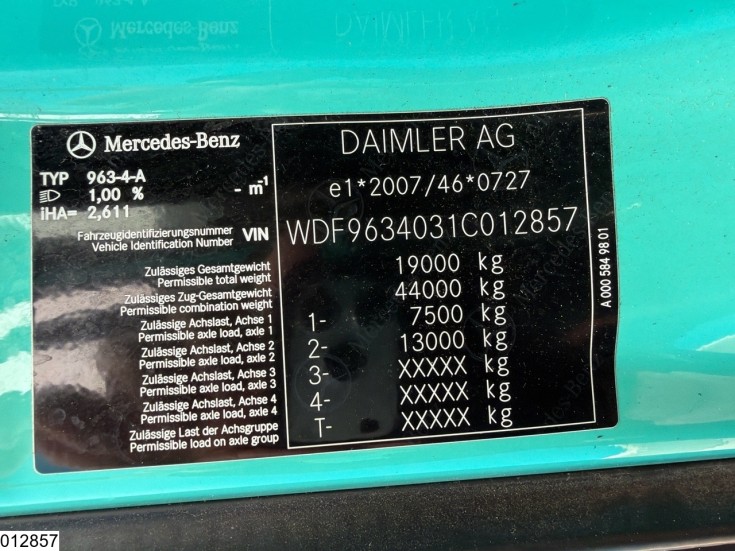 Mercedes-Benz
DAIMLER AG
TYP 963-4-A
1,00 % - m⁻¹
iHA= 2,611
e1*2007/46*0727
Fahrzeugidentifizierungsnummer
Vehicle Identification Number VIN WDF9634031C012857
Zulässiges Gesamtgewicht
Permissible total weight 19000 kg
Zulässiges Zug-Gesamtgewicht
Permissible combination weight 44000 kg
Zulässige Achslast, Achse 1
Permissible axle load, axle 1 1- 7500 kg
Zulässige Achslast, Achse 2
Permissible axle load, axle 2 2- 13000 kg
Zulässige Achslast, Achse 3
Permissible axle load, axle 3 3- XXXXX kg
Zulässige Achslast, Achse 4
Permissible axle load, axle 4 4- XXXXX kg
Zulässige Last der Achsgruppe
Permissible load on axle group T- XXXXX kg
A 000 584 98 01
012857